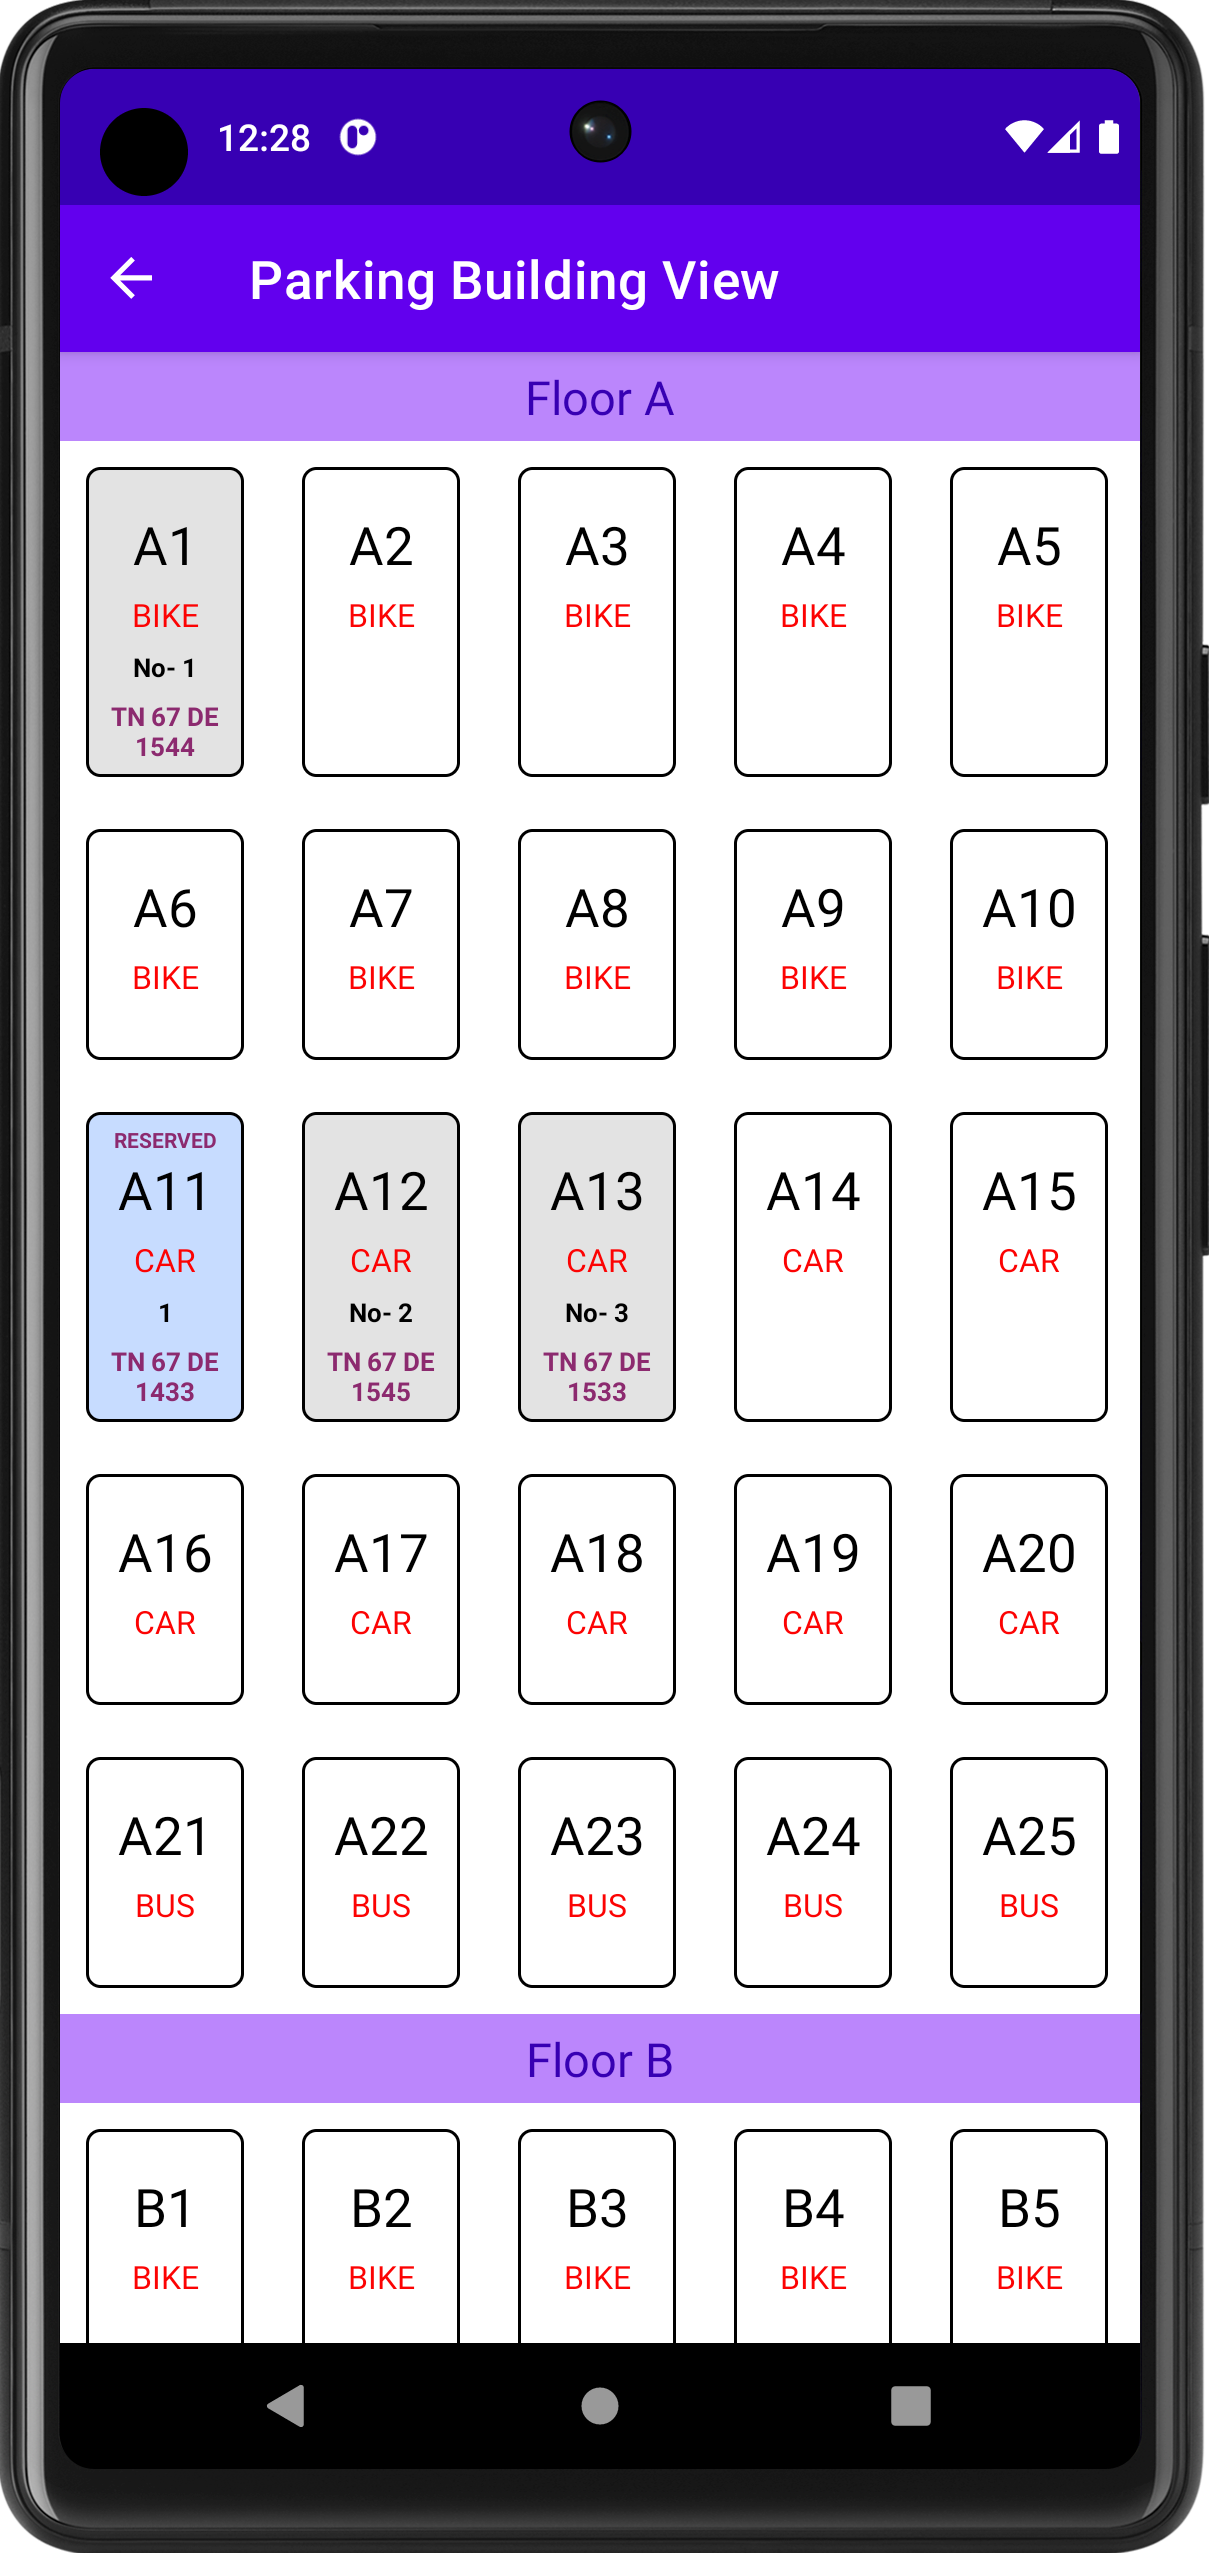 12:28
Parking Building View
Floor A
A1 A2 A3 A4 A5
BIKE BIKE BIKE BIKE BIKE
No- 1
TN 67 DE
1544
A6 A7 A8 A9 A10
BIKE BIKE BIKE BIKE BIKE
RESERVED
A11 A12 A13 A14 A15
CAR CAR CAR CAR CAR
1 No- 2 No- 3
TN 67 DE TN 67 DE TN 67 DE
1433 1545 1533
A16 A17 A18 A19 A20
CAR CAR CAR CAR CAR
A21 A22 A23 A24 A25
BUS BUS BUS BUS BUS
Floor B
B1 B2 B3 B4 B5
BIKE BIKE BIKE BIKE BIKE